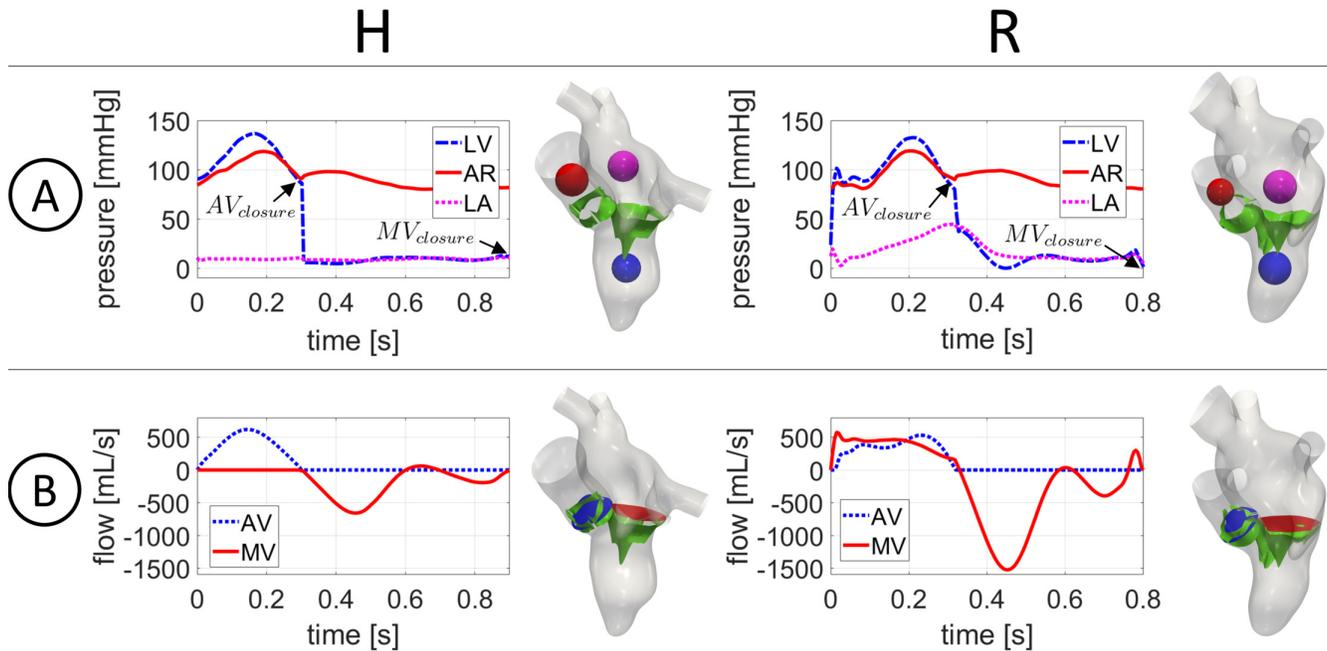 H R
A
pressure [mmHg]
150
100
50
0
0 0.2 0.4 0.6 0.8
time [s]
LV
AR
LA
AVclosure
MVclosure
pressure [mmHg]
150
100
50
0
0 0.2 0.4 0.6 0.8
time [s]
LV
AR
LA
AVclosure
MVclosure
B
flow [mL/s]
500
0
-500
-1000
-1500
0 0.2 0.4 0.6 0.8
time [s]
AV
MV
flow [mL/s]
500
0
-500
-1000
-1500
0 0.2 0.4 0.6 0.8
time [s]
AV
MV